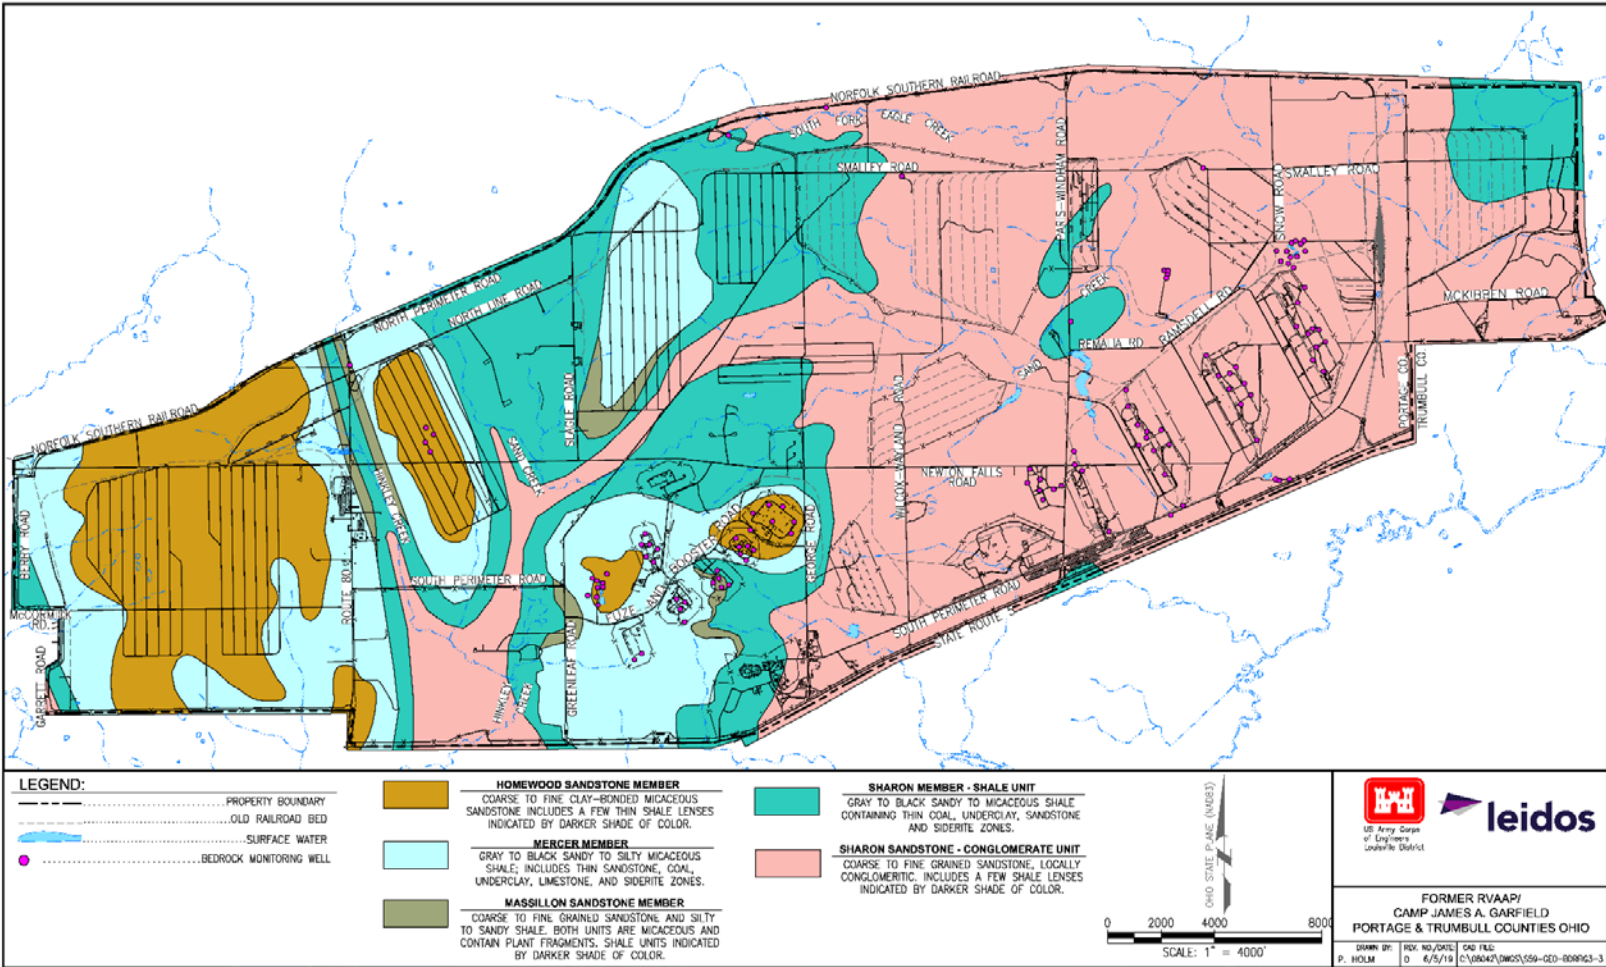 NORFOLK SOUTHERN RAILROAD
SOUTH FORK EAGLE CREEK
SMALLEY ROAD
PARIS-WINDHAM ROAD
SNOW ROAD
SMALLEY ROAD
NORTH PERIMETER ROAD
NORTH LINE ROAD
CREEK
SAND
REMALIA RD
RAMSDELL RD
MCKIBREN ROAD
PORTAGE CO.
TRUMBULL CO.
SLAGLE ROAD
WILCOX-WAYLAND ROAD
NORFOLK SOUTHERN RAILROAD
SAND CREEK
NEWTON FALLS
ROAD
HINKLEY CREEK
BERRY ROAD
ROUTE 80
GEORGE ROAD
FUZE AND BOOSTER ROAD
SOUTH PERIMETER ROAD
McCORMICK
RD.
SOUTH PERIMETER ROAD
STATE ROUTE 5
GARRETT ROAD
GREENLEAF ROAD
HINKLEY
CREEK
LEGEND:
PROPERTY BOUNDARY
OLD RAILROAD BED
SURFACE WATER
BEDROCK MONITORING WELL
HOMEWOOD SANDSTONE MEMBER
COARSE TO FINE CLAY-BONDED MICACEOUS
SANDSTONE INCLUDES A FEW THIN SHALE LENSES
INDICATED BY DARKER SHADE OF COLOR.
MERCER MEMBER
GRAY TO BLACK SANDY TO SILTY MICACEOUS
SHALE; INCLUDES THIN SANDSTONE, COAL,
UNDERCLAY, LIMESTONE, AND SIDERITE ZONES.
MASSILLON SANDSTONE MEMBER
COARSE TO FINE GRAINED SANDSTONE AND SILTY
TO SANDY SHALE. BOTH UNITS ARE MICACEOUS AND
CONTAIN PLANT FRAGMENTS. SHALE UNITS INDICATED
BY DARKER SHADE OF COLOR.
SHARON MEMBER - SHALE UNIT
GRAY TO BLACK SANDY TO MICACEOUS SHALE
CONTAINING THIN COAL, UNDERCLAY, SANDSTONE
AND SIDERITE ZONES.
SHARON SANDSTONE - CONGLOMERATE UNIT
COARSE TO FINE GRAINED SANDSTONE, LOCALLY
CONGLOMERITIC. INCLUDES A FEW SHALE LENSES
INDICATED BY DARKER SHADE OF COLOR.
OHIO STATE PLANE (NAD83)
0 2000 4000 8000
SCALE: 1" = 4000'
US Army Corps
of Engineers
Louisville District
leidos
FORMER RVAAP/
CAMP JAMES A. GARFIELD
PORTAGE & TRUMBULL COUNTIES OHIO
DRAWN BY: REV. NO./DATE: CAD FILE:
P. HOLM 0 6/5/19